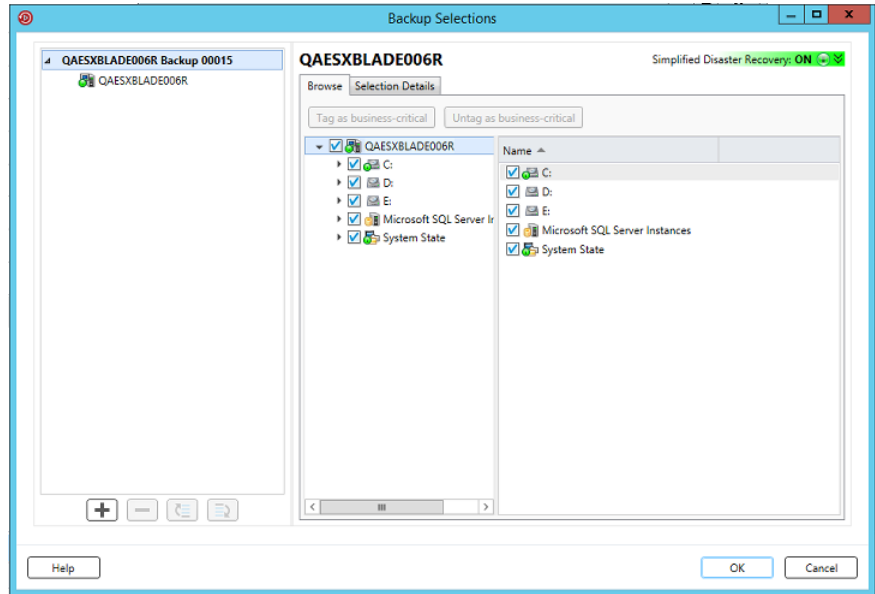 Backup Selections
QAESXBLADE006R Backup 00015
QAESXBLADE006R
QAESXBLADE006R
Simplified Disaster Recovery: ON
Browse
Selection Details
Tag as business-critical
Untag as business-critical
QAESXBLADE006R
C:
D:
E:
Microsoft SQL Server Ir
System State
Name
C:
D:
E:
Microsoft SQL Server Instances
System State
Help
OK
Cancel